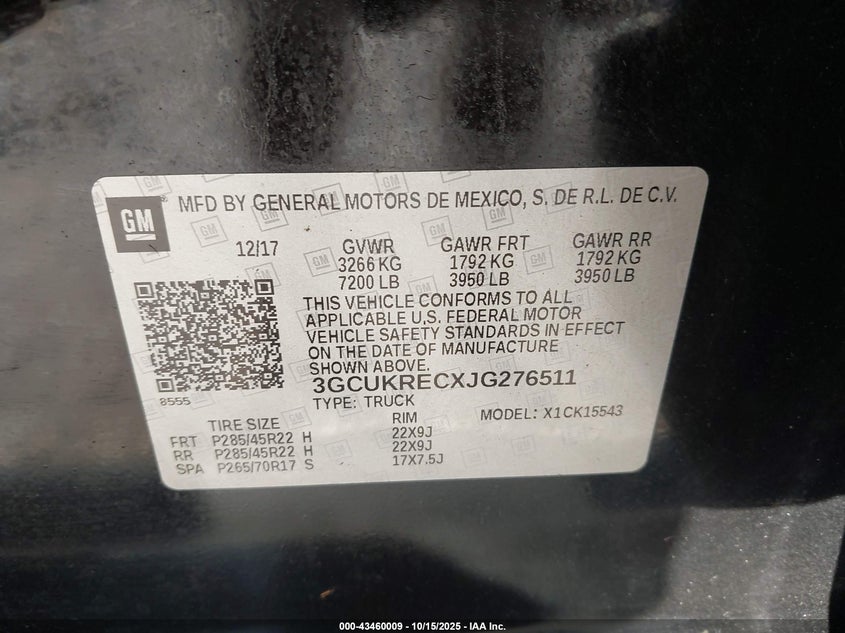 GM
MFD BY GENERAL MOTORS DE MEXICO, S. DE R.L. DE C.V.
12/17 GVWR GAWR FRT GAWR RR
3266 KG 1792 KG 1792 KG
7200 LB 3950 LB 3950 LB
THIS VEHICLE CONFORMS TO ALL
APPLICABLE U.S. FEDERAL MOTOR
VEHICLE SAFETY STANDARDS IN EFFECT
ON THE DATE OF MANUFACTURE
SHOWN ABOVE.
3GCUKRECXJG276511
8555
TYPE: TRUCK MODEL: X1CK15543
TIRE SIZE RIM
FRT P285/45R22 H 22X9J
RR P285/45R22 H 22X9J
SPA P265/70R17 S 17X7.5J
000-43460009 - 10/15/2025 - IAA Inc.